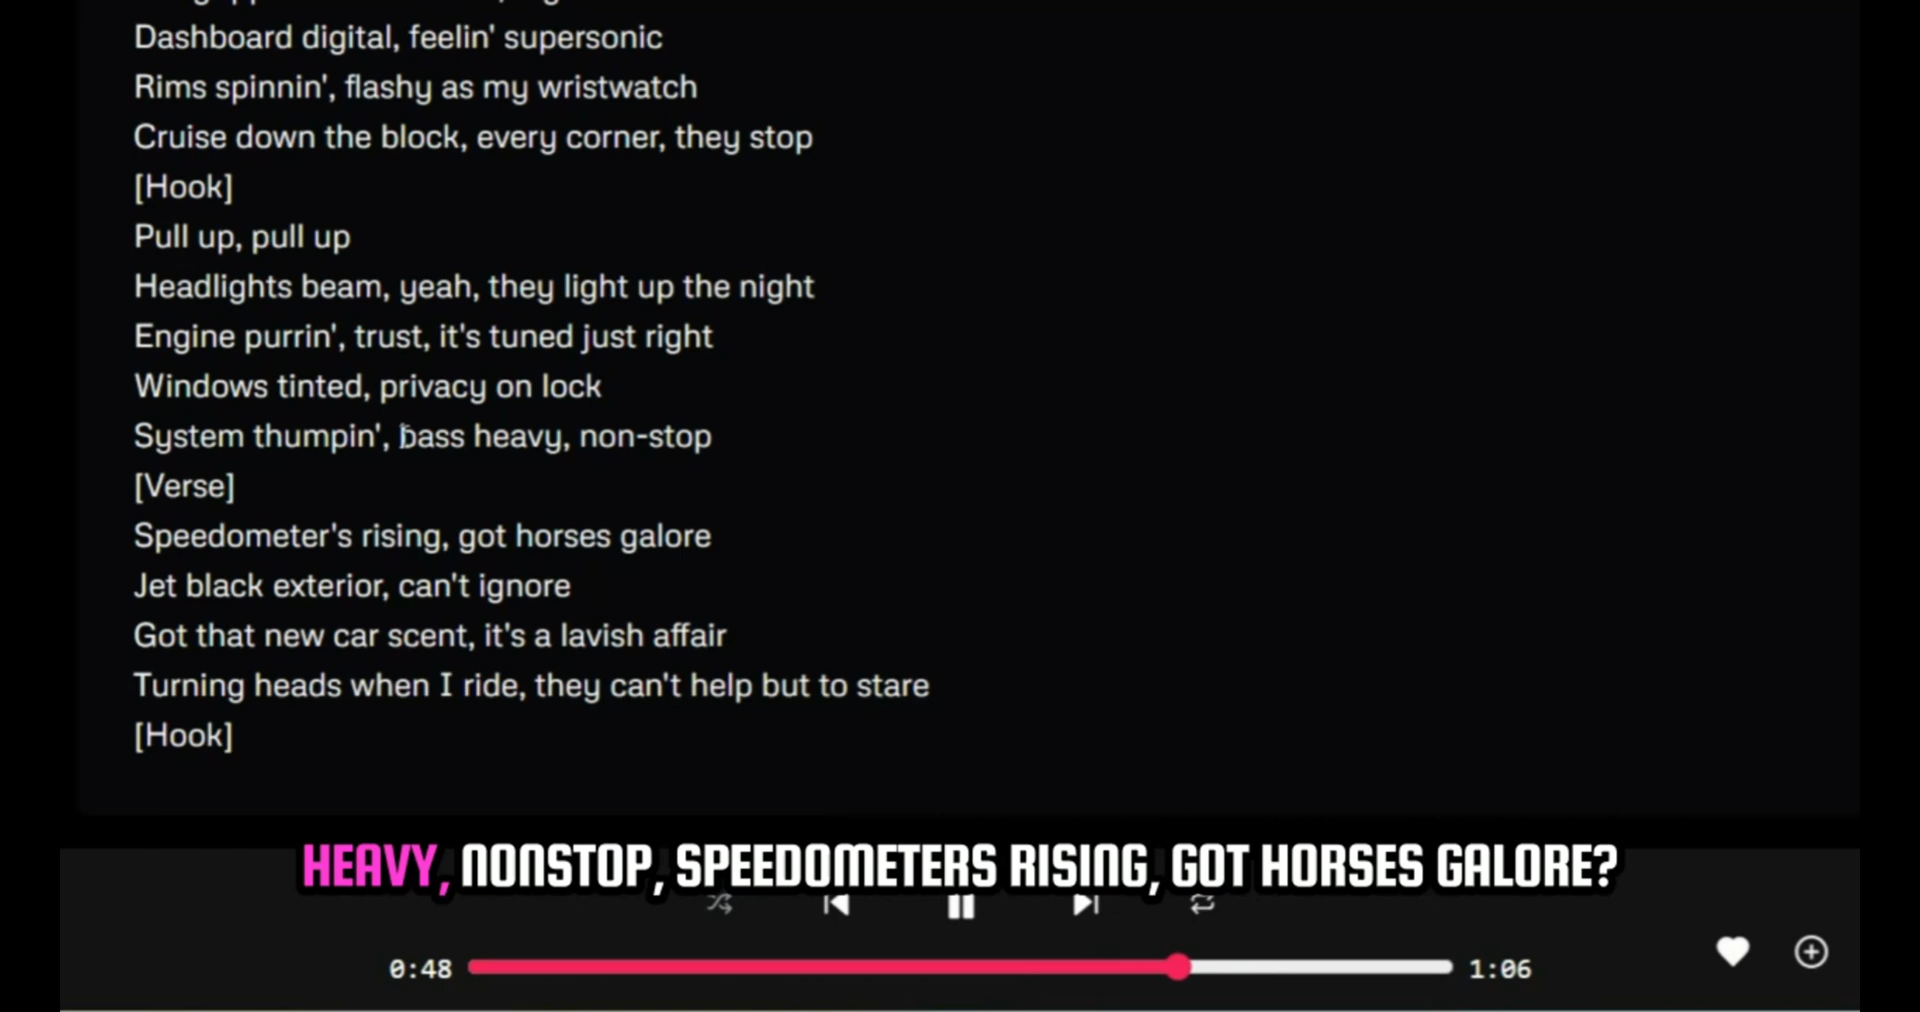 Dashboard digital, feelin' supersonic
Rims spinnin', flashy as my wristwatch
Cruise down the block, every corner, they stop
[Hook]
Pull up, pull up
Headlights beam, yeah, they light up the night
Engine purrin', trust, it's tuned just right
Windows tinted, privacy on lock
System thumpin', bass heavy, non-stop
[Verse]
Speedometer's rising, got horses galore
Jet black exterior, can't ignore
Got that new car scent, it's a lavish affair
Turning heads when I ride, they can't help but to stare
[Hook]
HEAVY, NONSTOP, SPEEDOMETERS RISING, GOT HORSES GALORE?
0:48 1:06